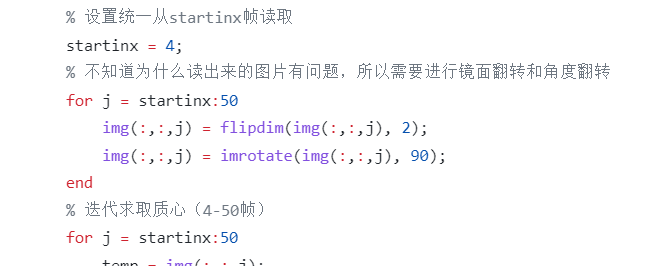 % 设置统一从startinx帧读取
startinx = 4;
% 不知道为什么读出来的图片有问题，所以需要进行镜面翻转和角度翻转
for j = startinx:50
img(:,:,j) = flipdim(img(:,:,j), 2);
img(:,:,j) = imrotate(img(:,:,j), 90);
end
% 迭代求取质心（4-50帧）
for j = startinx:50
temp = img(:,:,j);